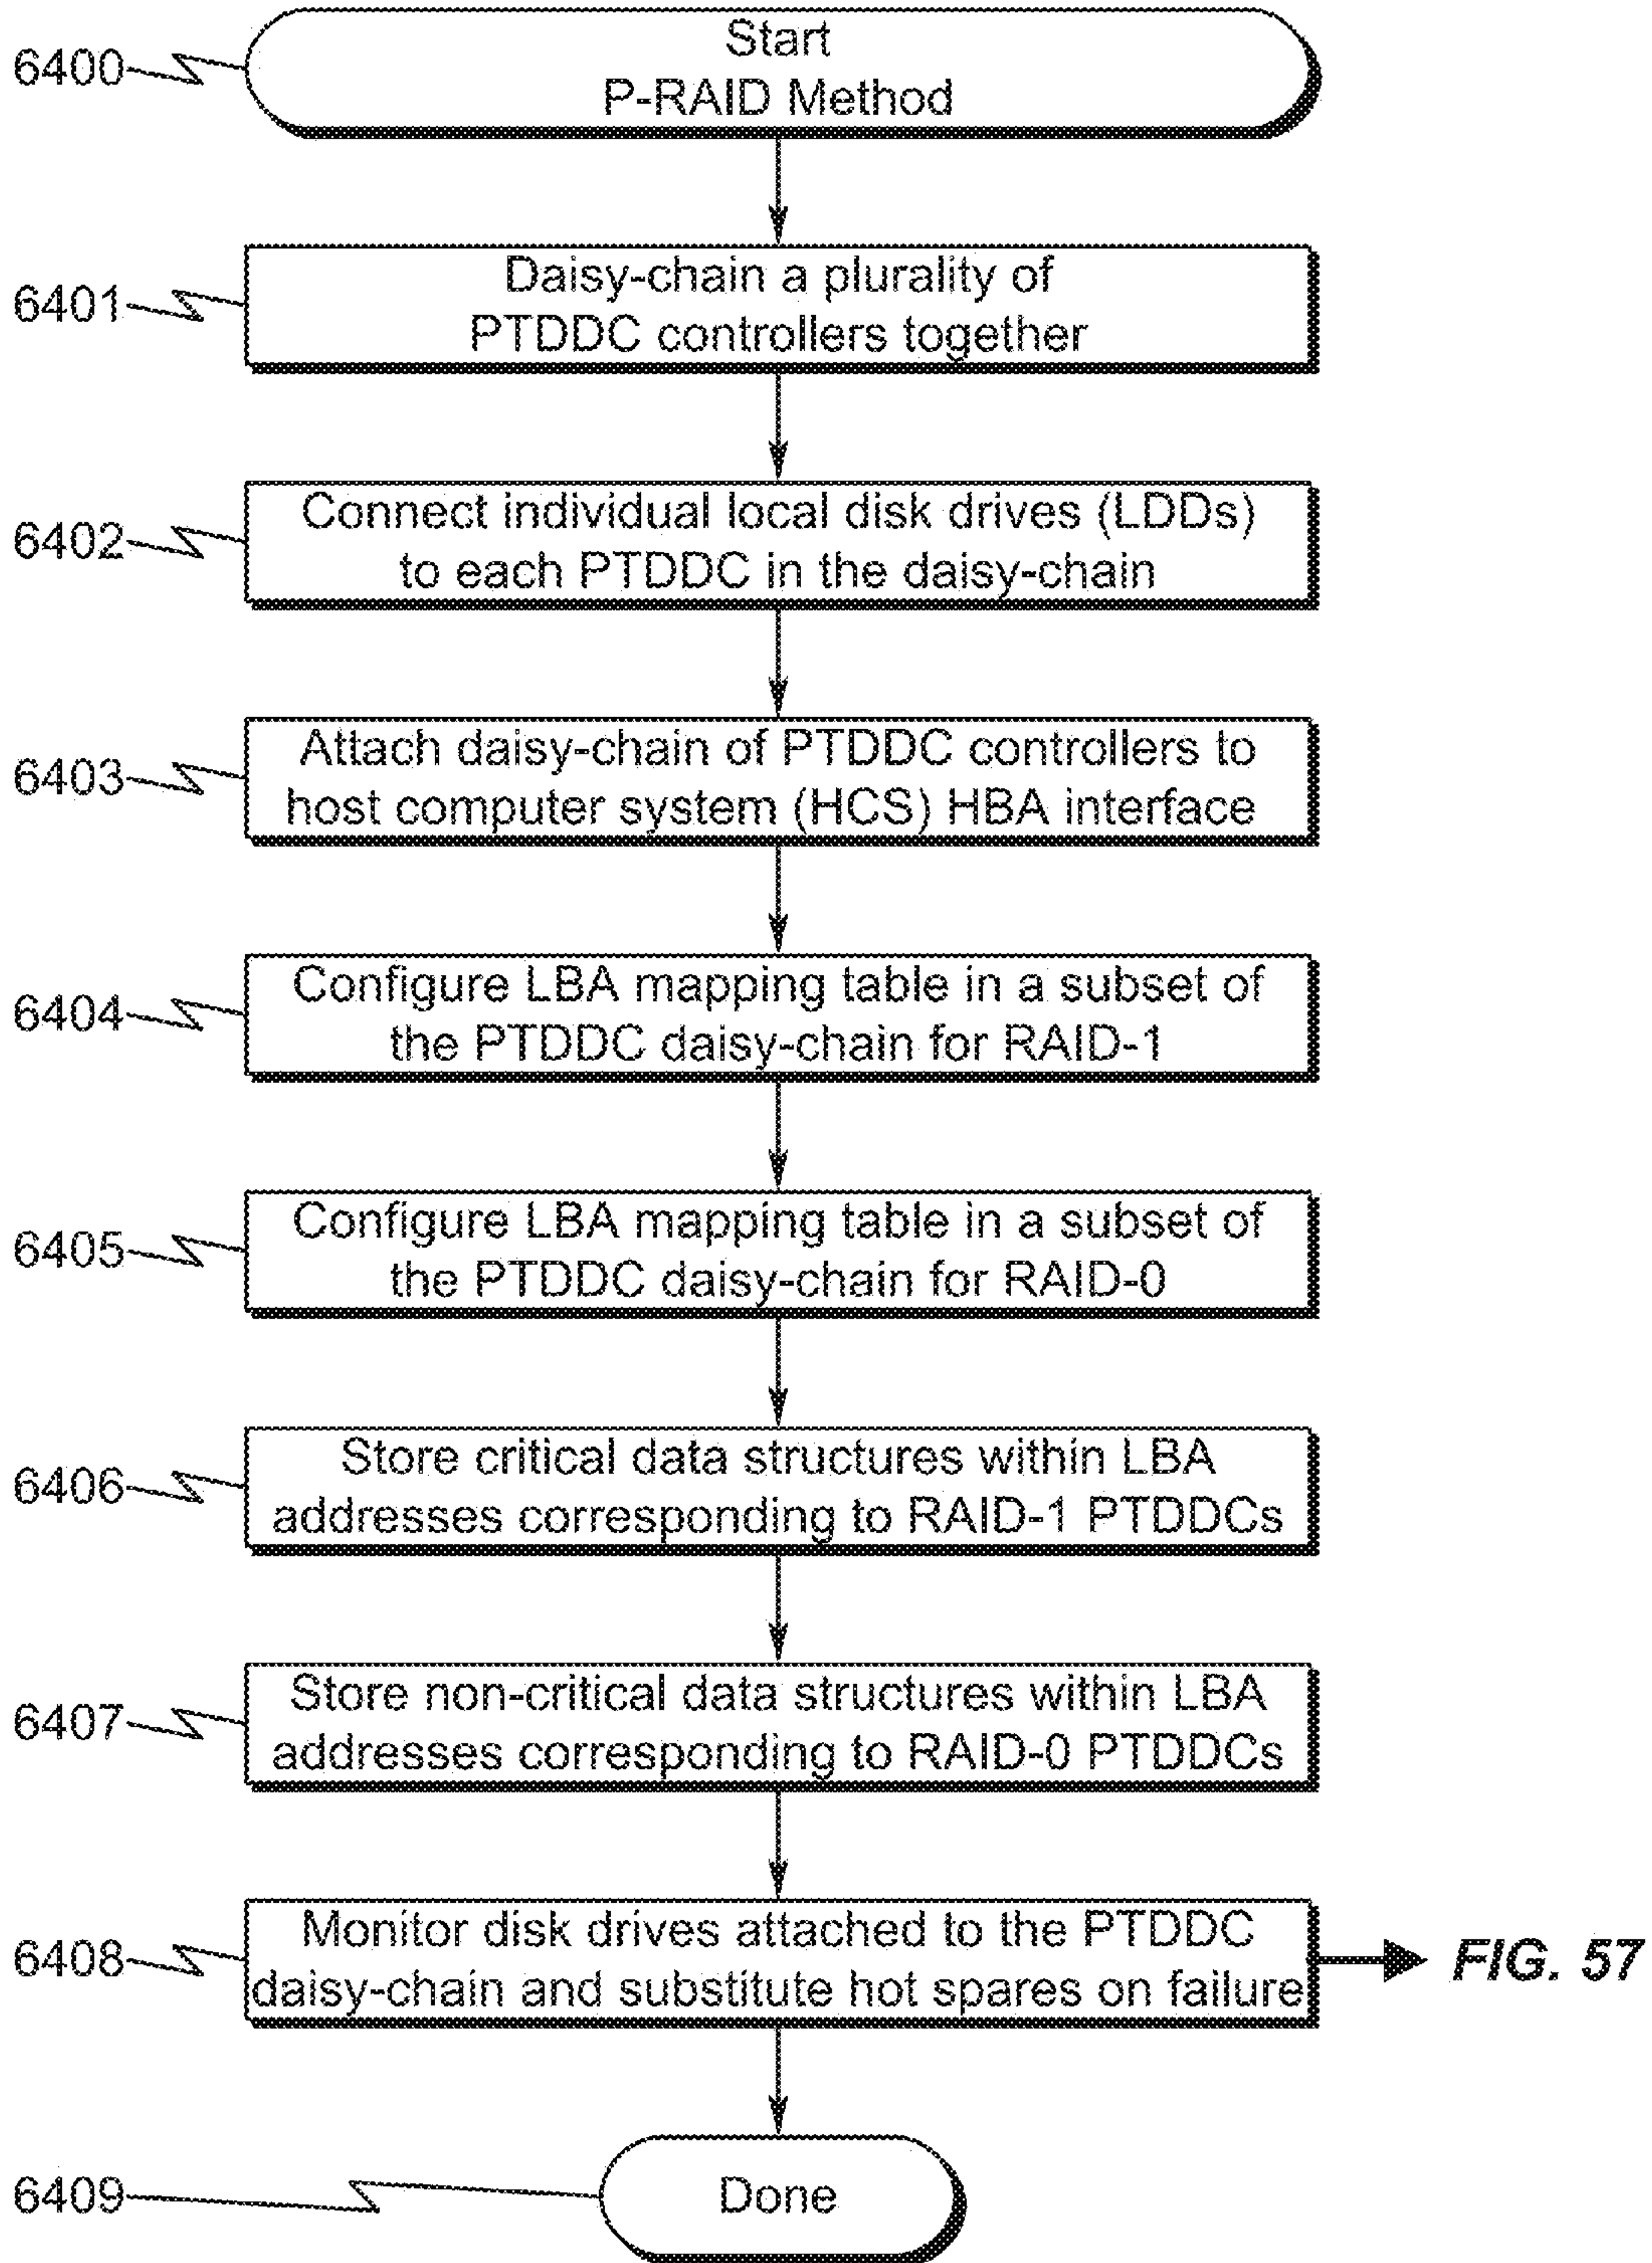 6400
Start
P-RAID Method
6401
Daisy-chain a plurality of
PTDDC controllers together
6402
Connect individual local disk drives (LDDs)
to each PTDDC in the daisy-chain
6403
Attach daisy-chain of PTDDC controllers to
host computer system (HCS) HBA interface
6404
Configure LBA mapping table in a subset of
the PTDDC daisy-chain for RAID-1
6405
Configure LBA mapping table in a subset of
the PTDDC daisy-chain for RAID-0
6406
Store critical data structures within LBA
addresses corresponding to RAID-1 PTDDCs
6407
Store non-critical data structures within LBA
addresses corresponding to RAID-0 PTDDCs
6408
Monitor disk drives attached to the PTDDC
daisy-chain and substitute hot spares on failure
FIG. 57
6409
Done